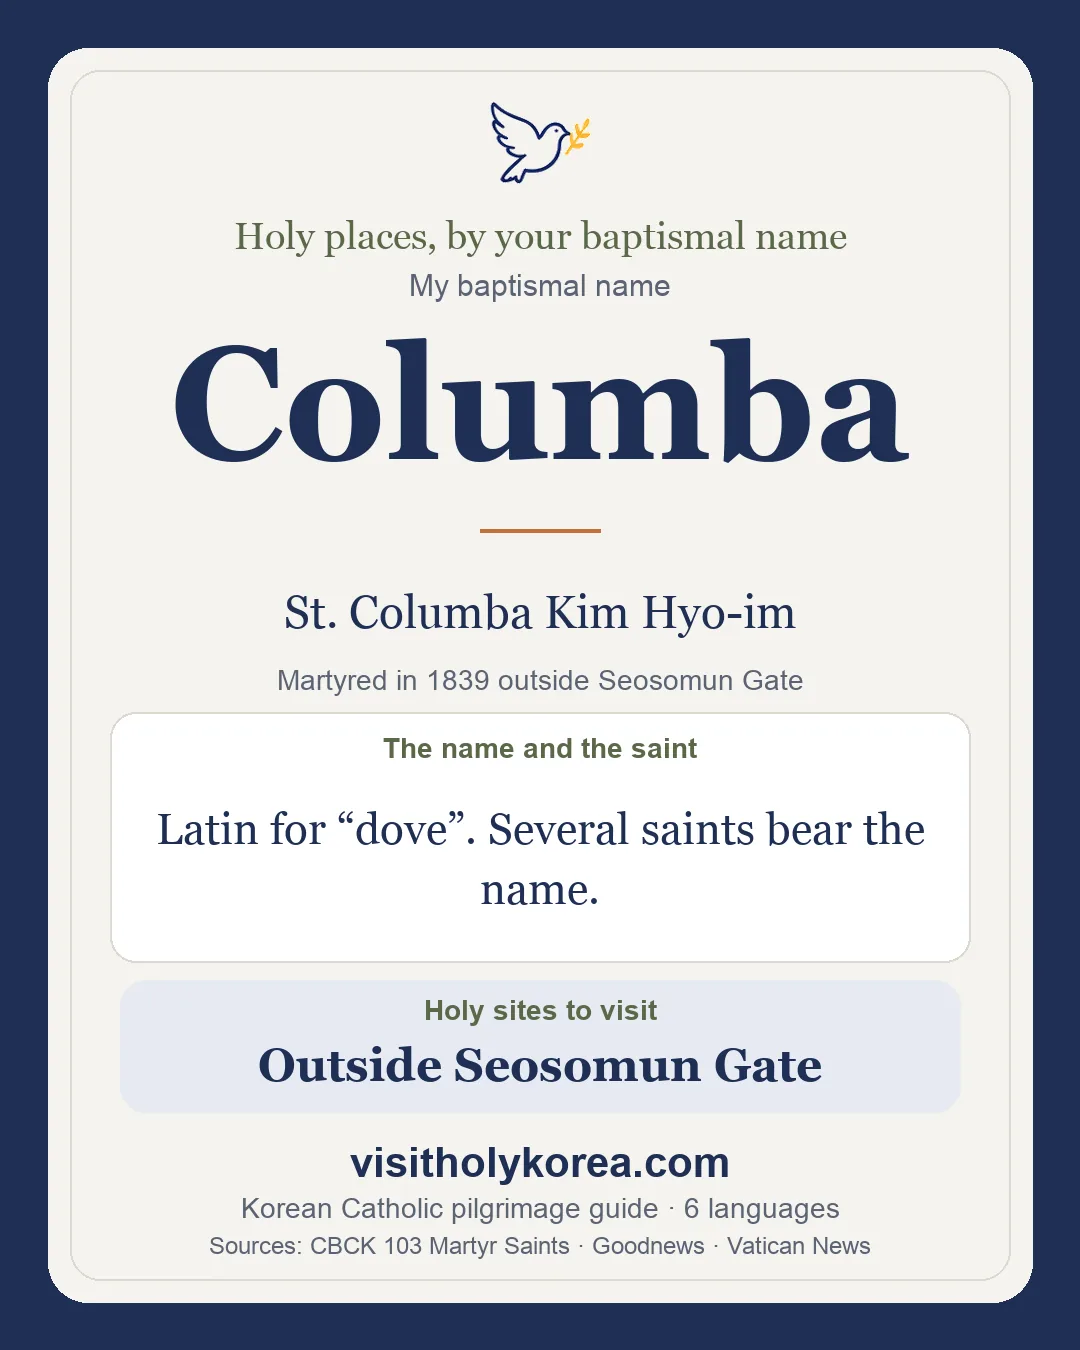 Holy places, by your baptismal name
My baptismal name
Columba
St. Columba Kim Hyo-im
Martyred in 1839 outside Seosomun Gate
The name and the saint
Latin for “dove”. Several saints bear the
name.
Holy sites to visit
Outside Seosomun Gate
visitholykorea.com
Korean Catholic pilgrimage guide · 6 languages
Sources: CBCK 103 Martyr Saints · Goodnews · Vatican News